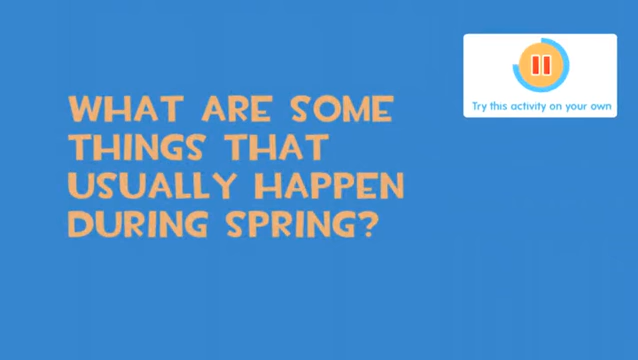 WHAT ARE SOME
THINGS THAT
USUALLY HAPPEN
DURING SPRING?
Try this activity on your own